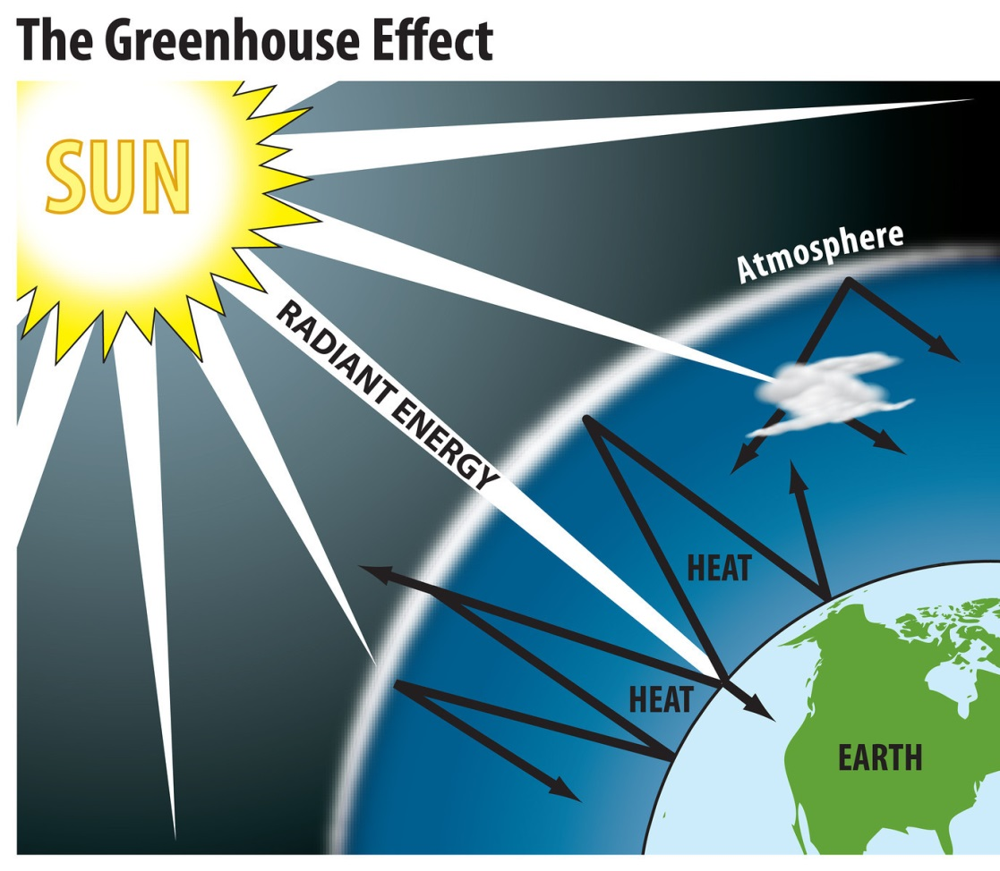 The Greenhouse Effect
SUN
Atmosphere
RADIANT ENERGY
HEAT
HEAT
EARTH